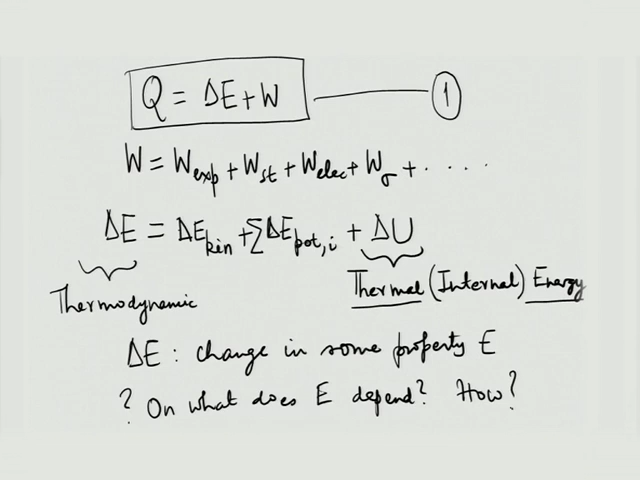 Q = ΔE + W ——— 1
W = W_exp + W_st + W_elec + W_σ + . . . .
ΔE = ΔE_kin + ΣΔE_pot,i + ΔU
Thermodynamic Thermal (Internal) Energy
ΔE : change in some property E
? On what does E depend? How?